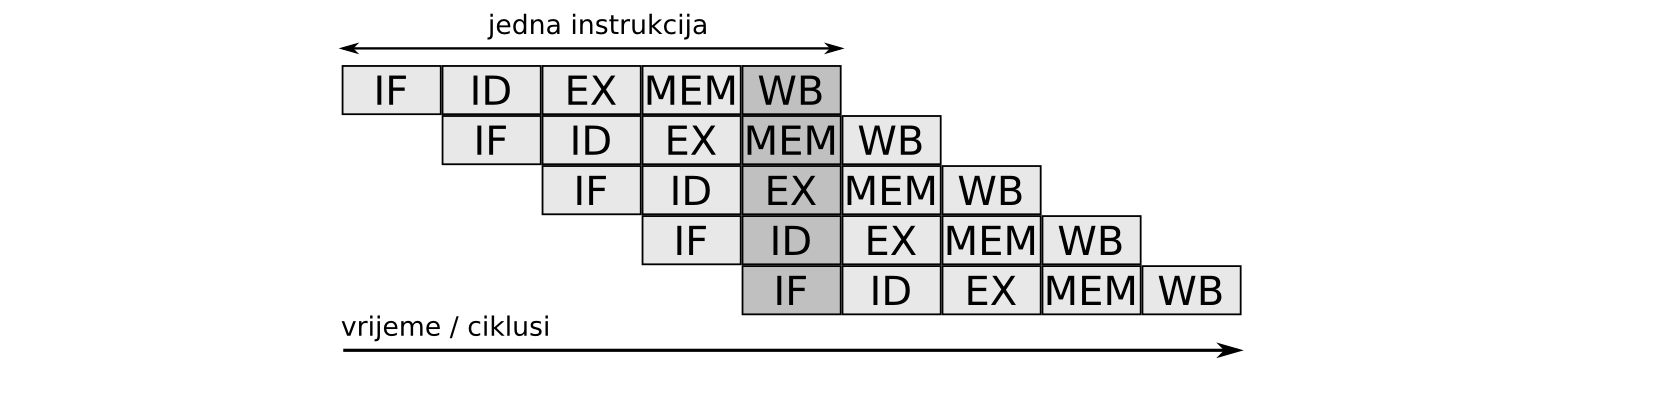 jedna instrukcija
IF ID EX MEM WB
IF ID EX MEM WB
IF ID EX MEM WB
IF ID EX MEM WB
IF ID EX MEM WB
vrijeme / ciklusi